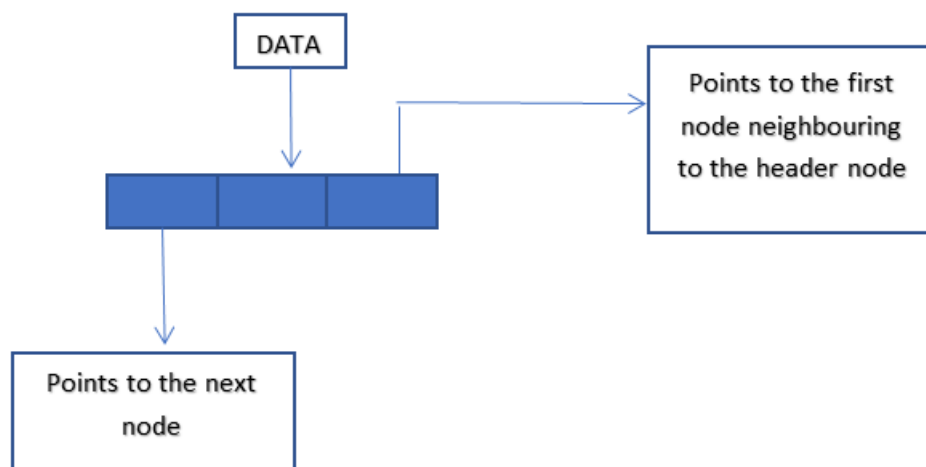 DATA
Points to the first
node neighbouring
to the header node
Points to the next
node